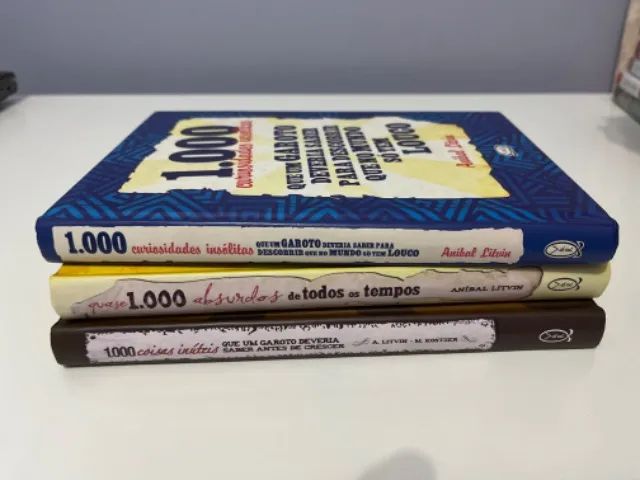 1.000
curiosidades insólitas
QUE UM GAROTO
DEVERIA SABER
PARA DESCOBRIR
QUE NO MUNDO
SÓ TEM
LOUCO
Aníbal Litvin
1.000 curiosidades insólitas QUE UM GAROTO DEVERIA SABER PARA
DESCOBRIR QUE NO MUNDO SÓ TEM LOUCO
Aníbal Litvin
quase 1.000 absurdos de todos os tempos ANÍBAL LITVIN
1.000 coisas inúteis QUE UM GAROTO DEVERIA
SABER ANTES DE CRESCER
A. LITVIN - M. KOSTZER